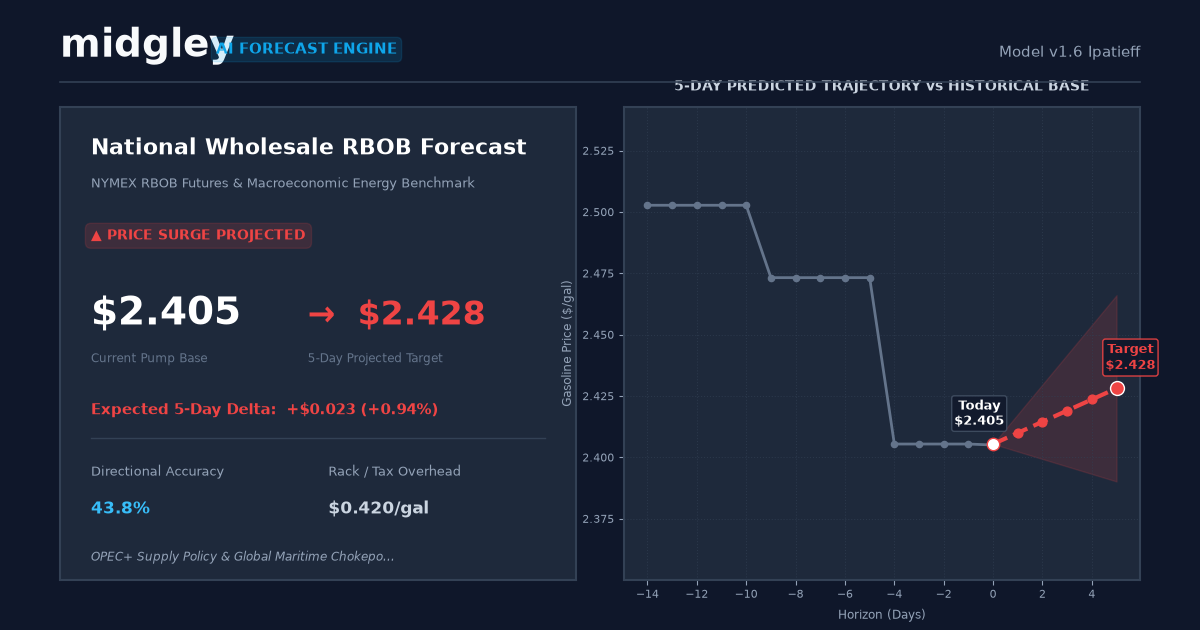 midgley
AI FORECAST ENGINE
Model v1.6 Ipatieff
National Wholesale RBOB Forecast
NYMEX RBOB Futures & Macroeconomic Energy Benchmark
▲ PRICE SURGE PROJECTED
$2.405 → $2.428
Current Pump Base 5-Day Projected Target
Expected 5-Day Delta: +$0.023 (+0.94%)
Directional Accuracy Rack / Tax Overhead
43.8% $0.420/gal
OPEC+ Supply Policy & Global Maritime Chokepo...
5-DAY PREDICTED TRAJECTORY vs HISTORICAL BASE
Gasoline Price ($/gal)
2.525
2.500
2.475
2.450
2.425
2.400
2.375
Target
$2.428
Today
$2.405
−14 −12 −10 −8 −6 −4 −2 0 2 4
Horizon (Days)